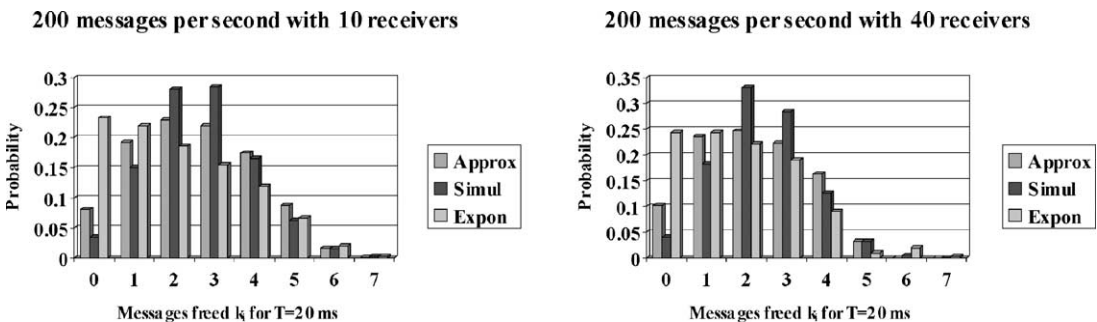 200 messages per second with 10 receivers
0.3
0.25
0.2
0.15
0.1
0.05
0
Probability
0 1 2 3 4 5 6 7
Messages freed kj for T=20 ms
Approx
Simul
Expon
200 messages per second with 40 receivers
0.35
0.3
0.25
0.2
0.15
0.1
0.05
0
Probability
0 1 2 3 4 5 6 7
Messages freed kj for T=20 ms
Approx
Simul
Expon